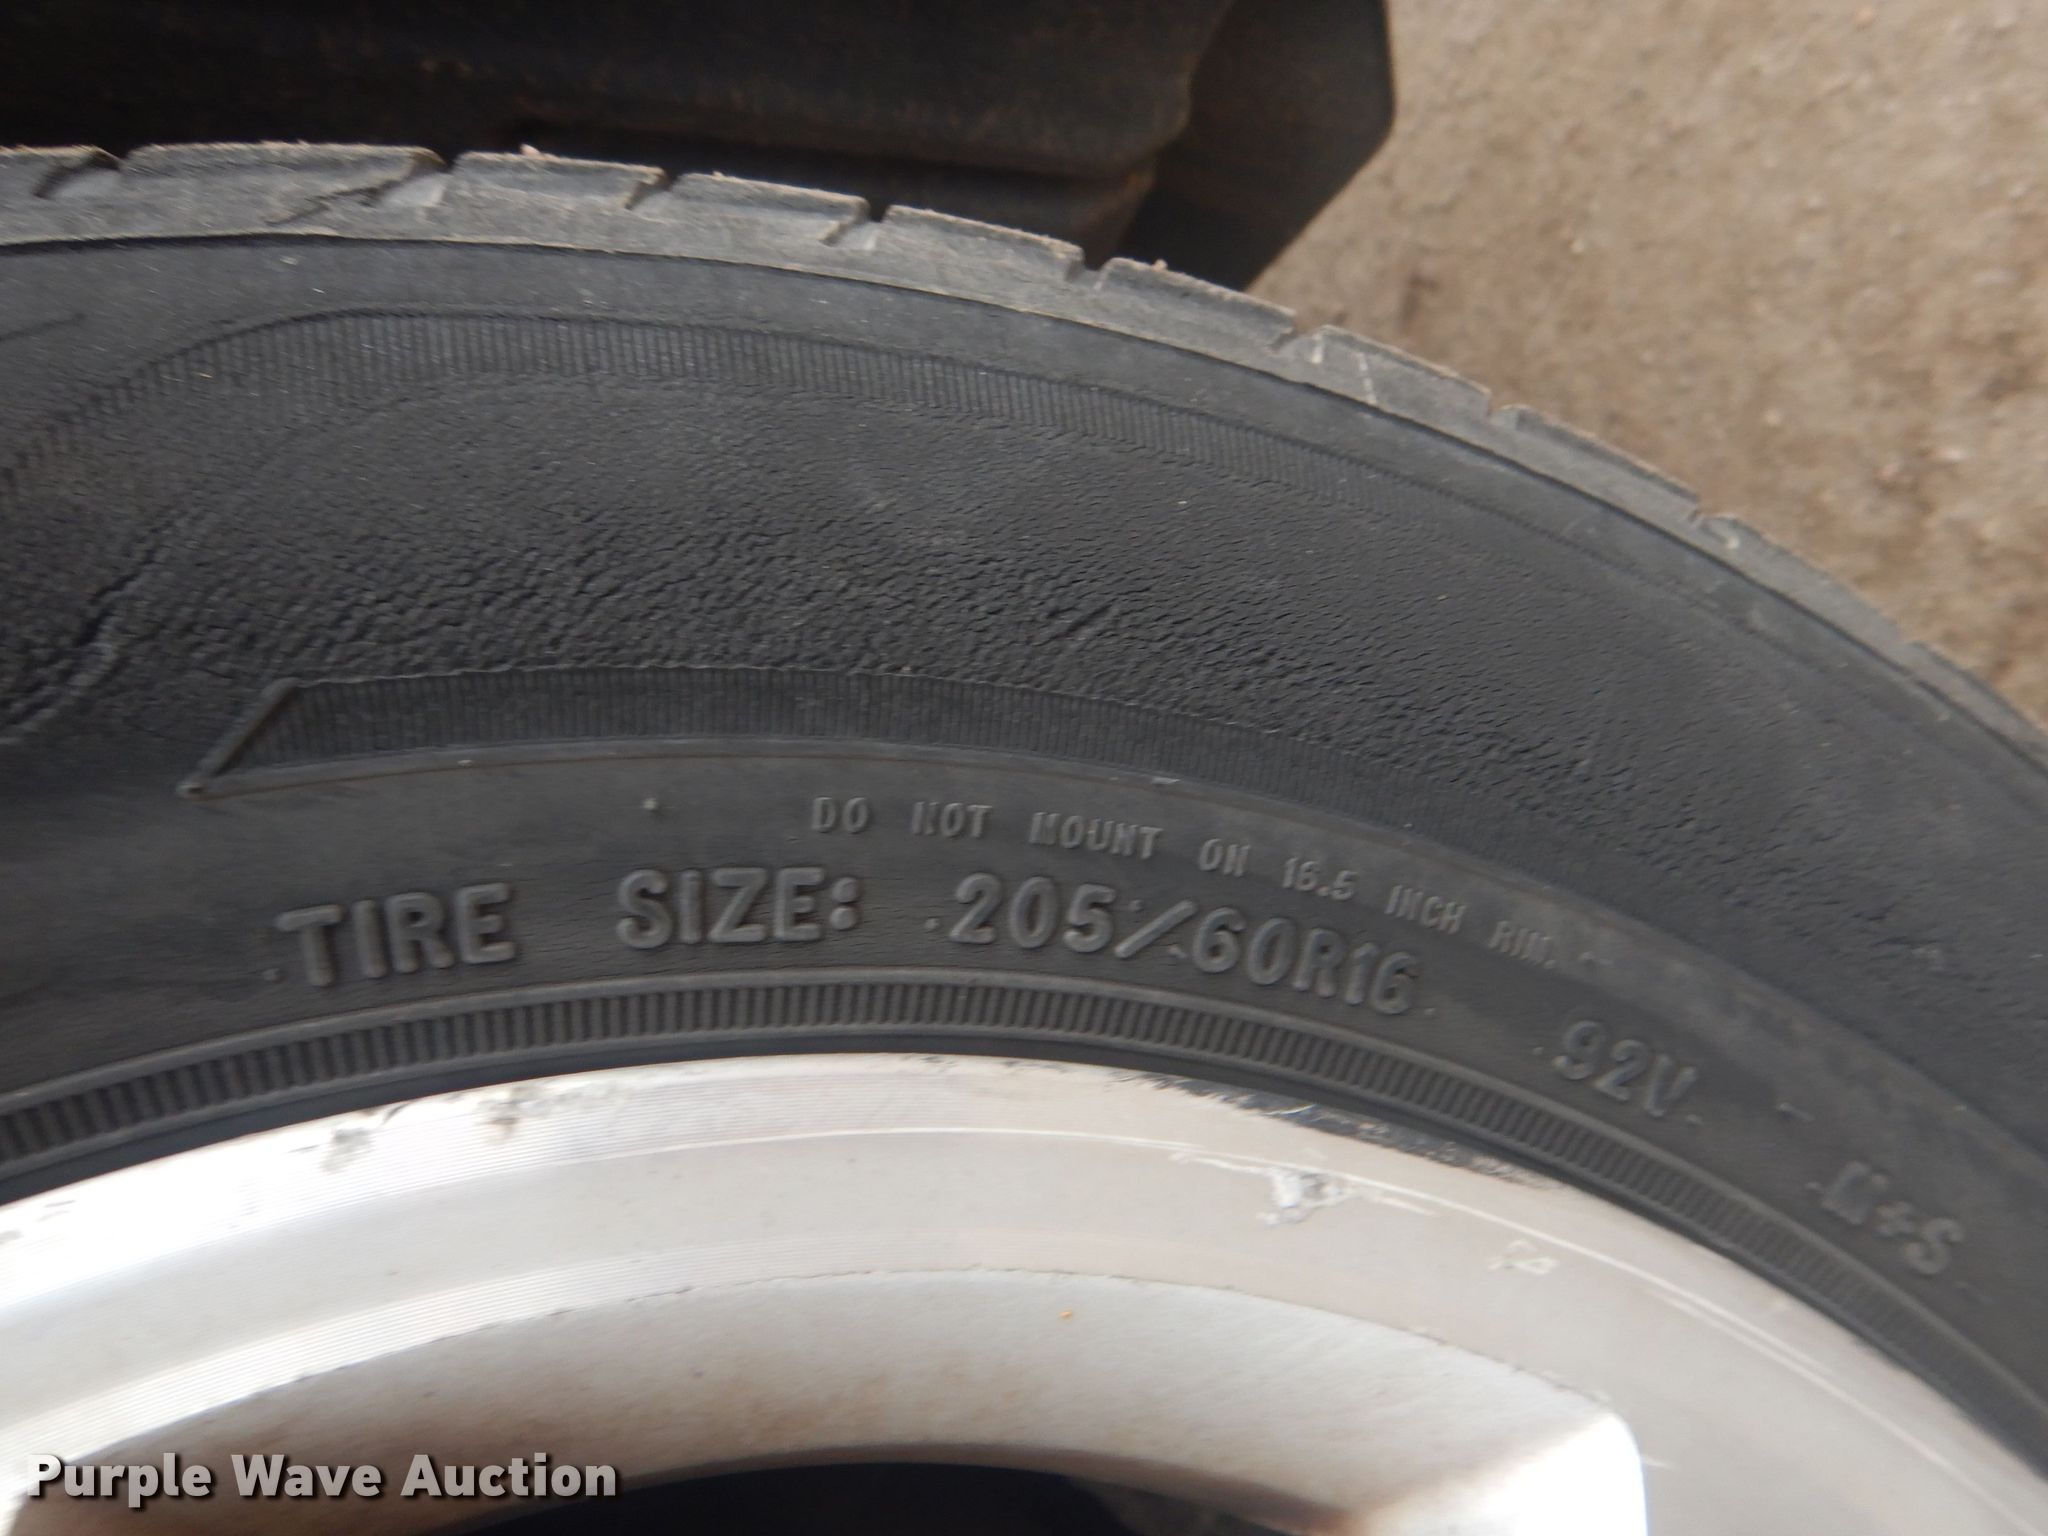 DO NOT MOUNT ON 16.5 INCH RIM.
TIRE SIZE: 205/60R16 92V M+S
Purple Wave Auction